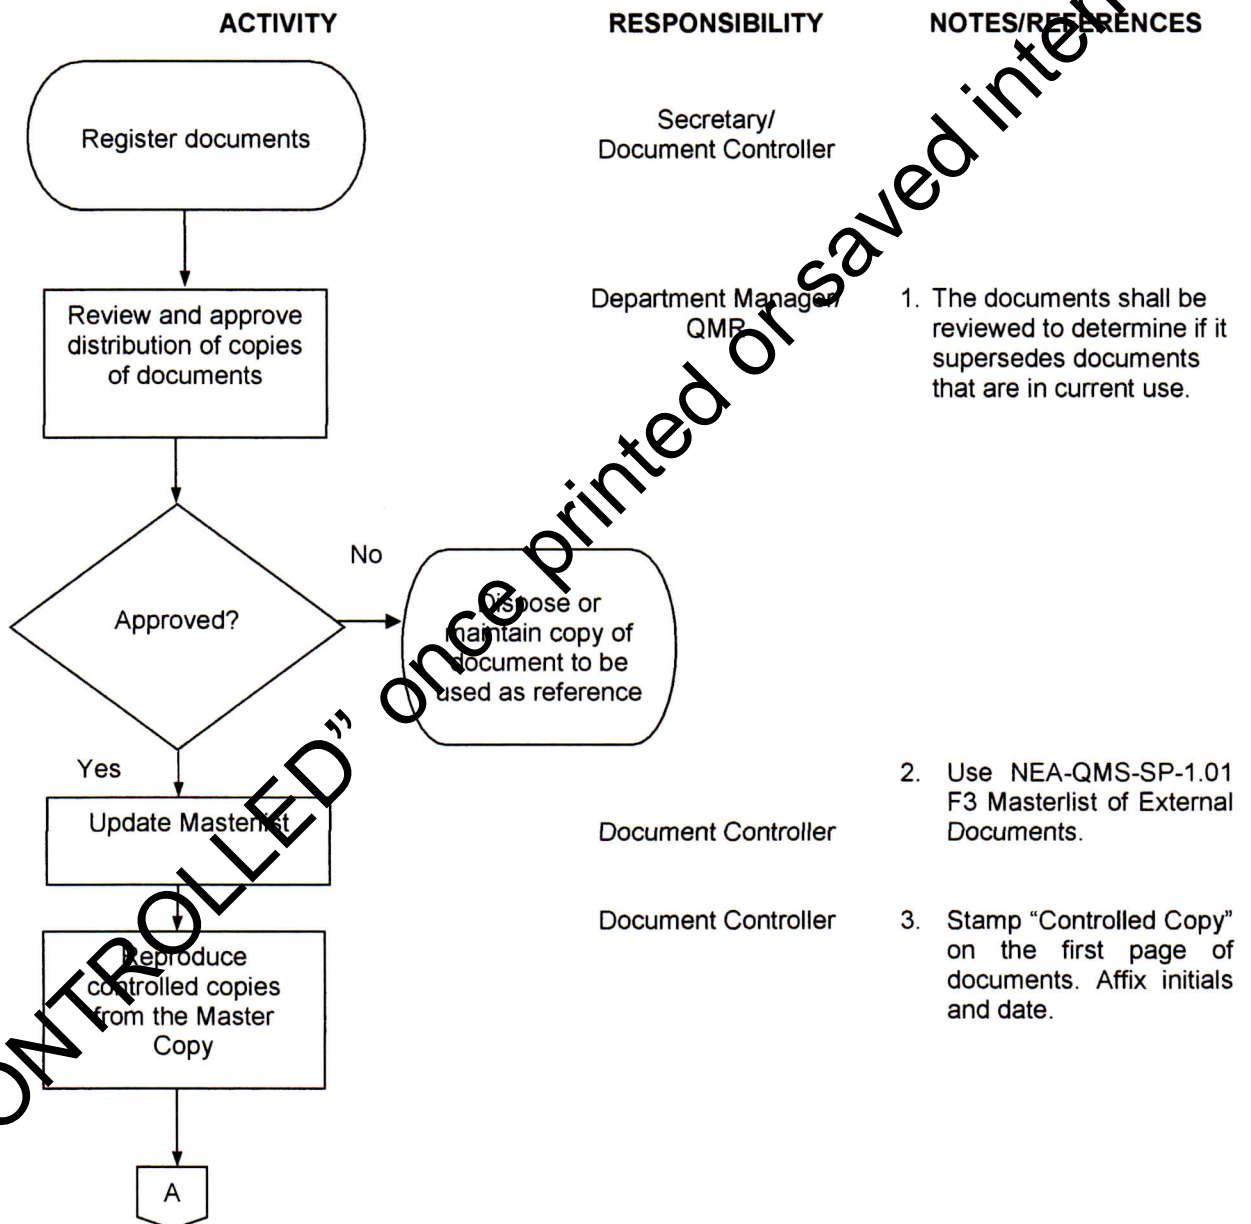 ACTIVITY
RESPONSIBILITY
NOTES/REFERENCES
Register documents
Secretary/
Document Controller
Review and approve
distribution of copies
of documents
Department Manager/
QMR
1. The documents shall be
reviewed to determine if it
supersedes documents
that are in current use.
Approved?
No
Dispose or
maintain copy of
document to be
used as reference
Yes
Update Masterlist
Document Controller
2. Use NEA-QMS-SP-1.01
F3 Masterlist of External
Documents.
Reproduce
controlled copies
from the Master
Copy
Document Controller
3. Stamp “Controlled Copy”
on the first page of
documents. Affix initials
and date.
A
ONTROLLED” once printed or saved intern